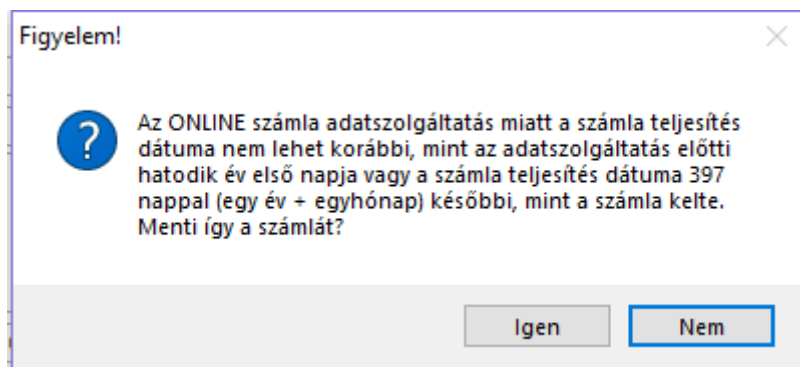 Figyelem!
Az ONLINE számla adatszolgáltatás miatt a számla teljesítés
dátuma nem lehet korábbi, mint az adatszolgáltatás előtti
hatodik év első napja vagy a számla teljesítés dátuma 397
nappal (egy év + egyhónap) későbbi, mint a számla kelte.
Menti így a számlát?
Igen
Nem